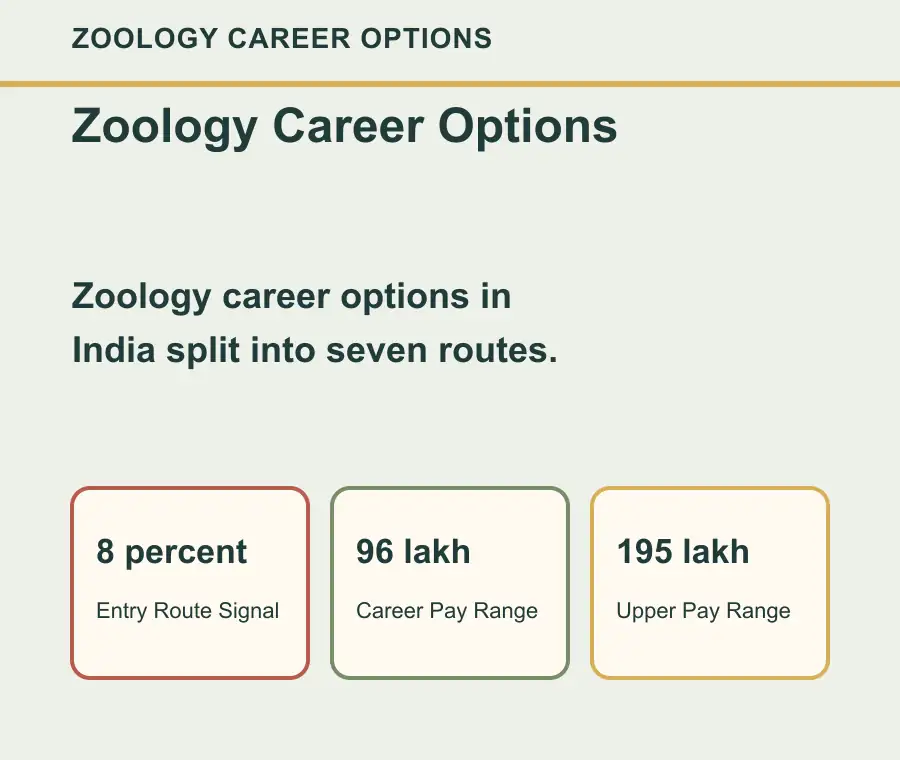 ZOOLOGY CAREER OPTIONS
Zoology Career Options
Zoology career options in
India split into seven routes.
8 percent
Entry Route Signal
96 lakh
Career Pay Range
195 lakh
Upper Pay Range